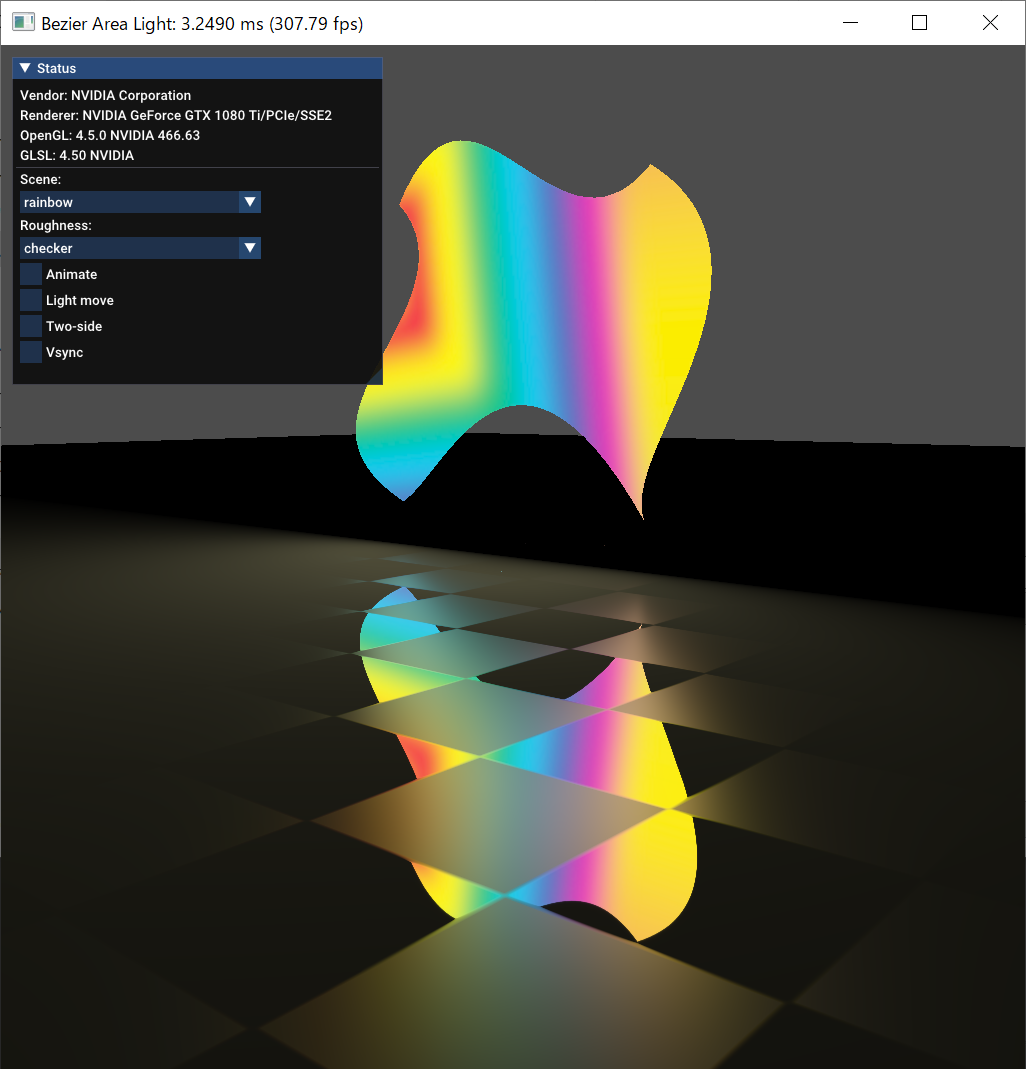 Bezier Area Light: 3.2490 ms (307.79 fps)
Status
Vendor: NVIDIA Corporation
Renderer: NVIDIA GeForce GTX 1080 Ti/PCIe/SSE2
OpenGL: 4.5.0 NVIDIA 466.63
GLSL: 4.50 NVIDIA
Scene:
rainbow
Roughness:
checker
Animate
Light move
Two-side
Vsync